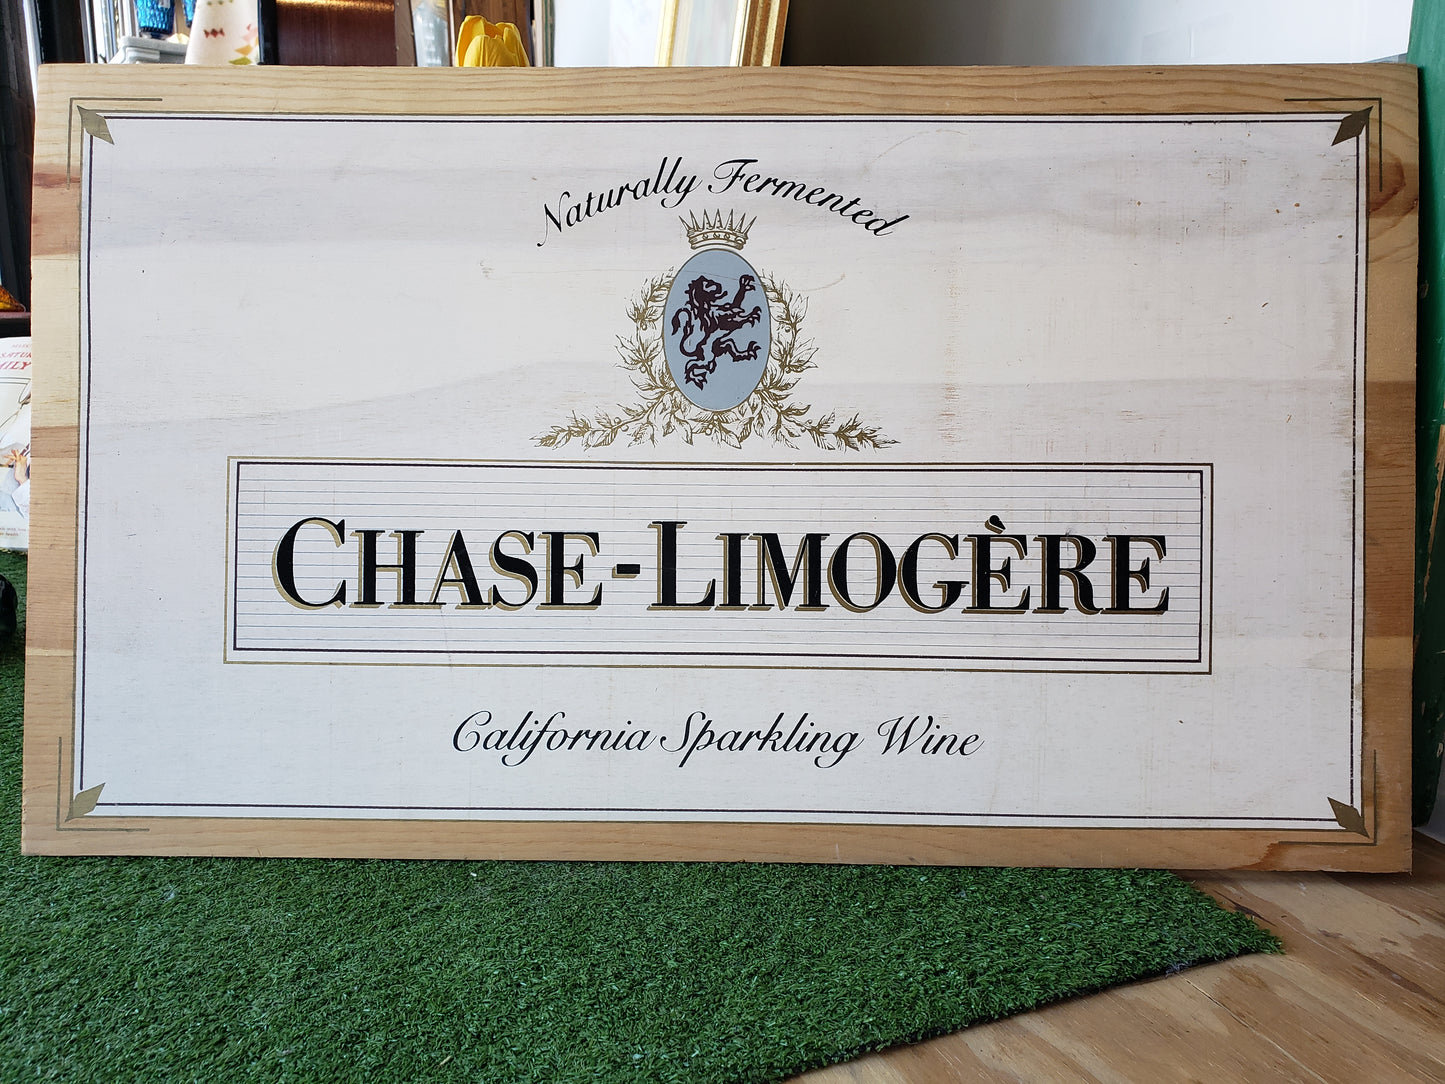 Naturally Fermented
CHASE-LIMOGÈRE
California Sparkling Wine